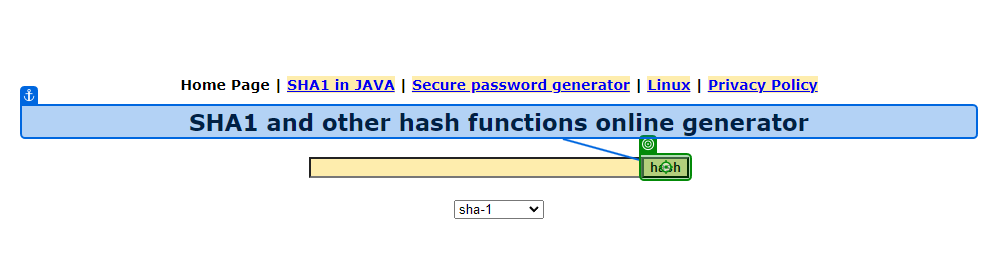 Home Page | SHA1 in JAVA | Secure password generator | Linux | Privacy Policy
SHA1 and other hash functions online generator
hash
sha-1